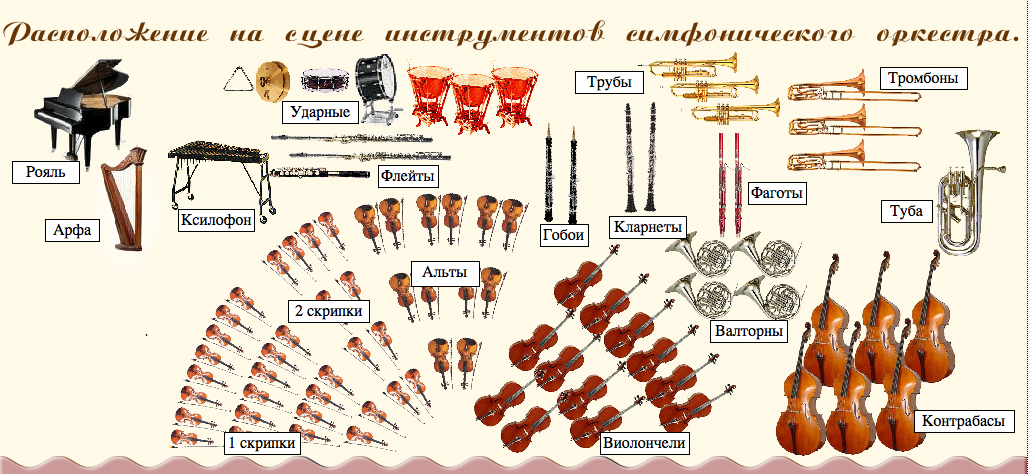 Расположение на сцене инструментов симфонического оркестра.
Трубы
Тромбоны
Ударные
Рояль
Флейты
Фаготы
Ксилофон
Арфа
Гобои
Кларнеты
Туба
Альты
2 скрипки
Валторны
Контрабасы
1 скрипки
Виолончели